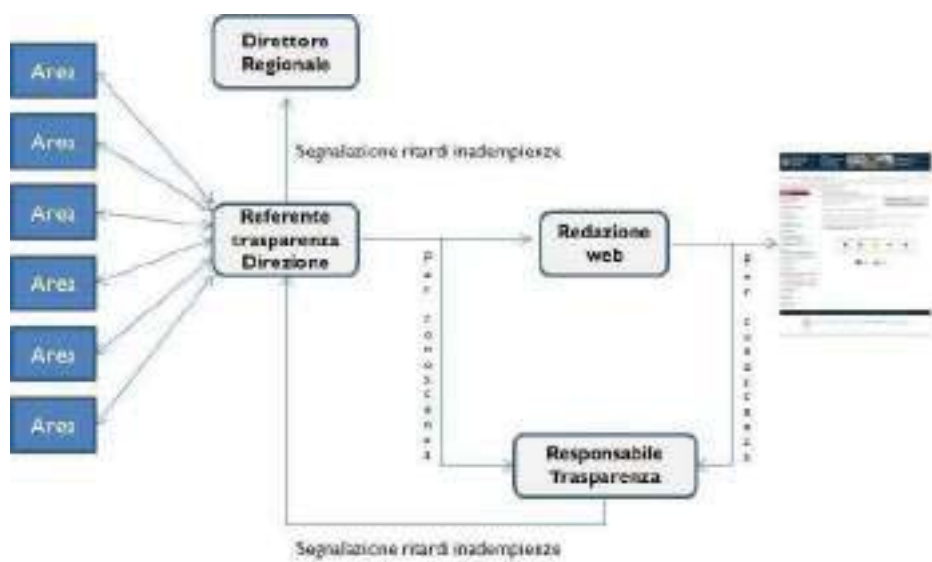 Direttore
Regionale
Area
Area
Area
Area
Area
Area
Segnalazione ritardi inadempienze
Referente
trasparenza
Direzione
Redazione
web
per conoscenza
per conoscenza
Responsabile
Trasparenza
Segnalazione ritardi inadempienze